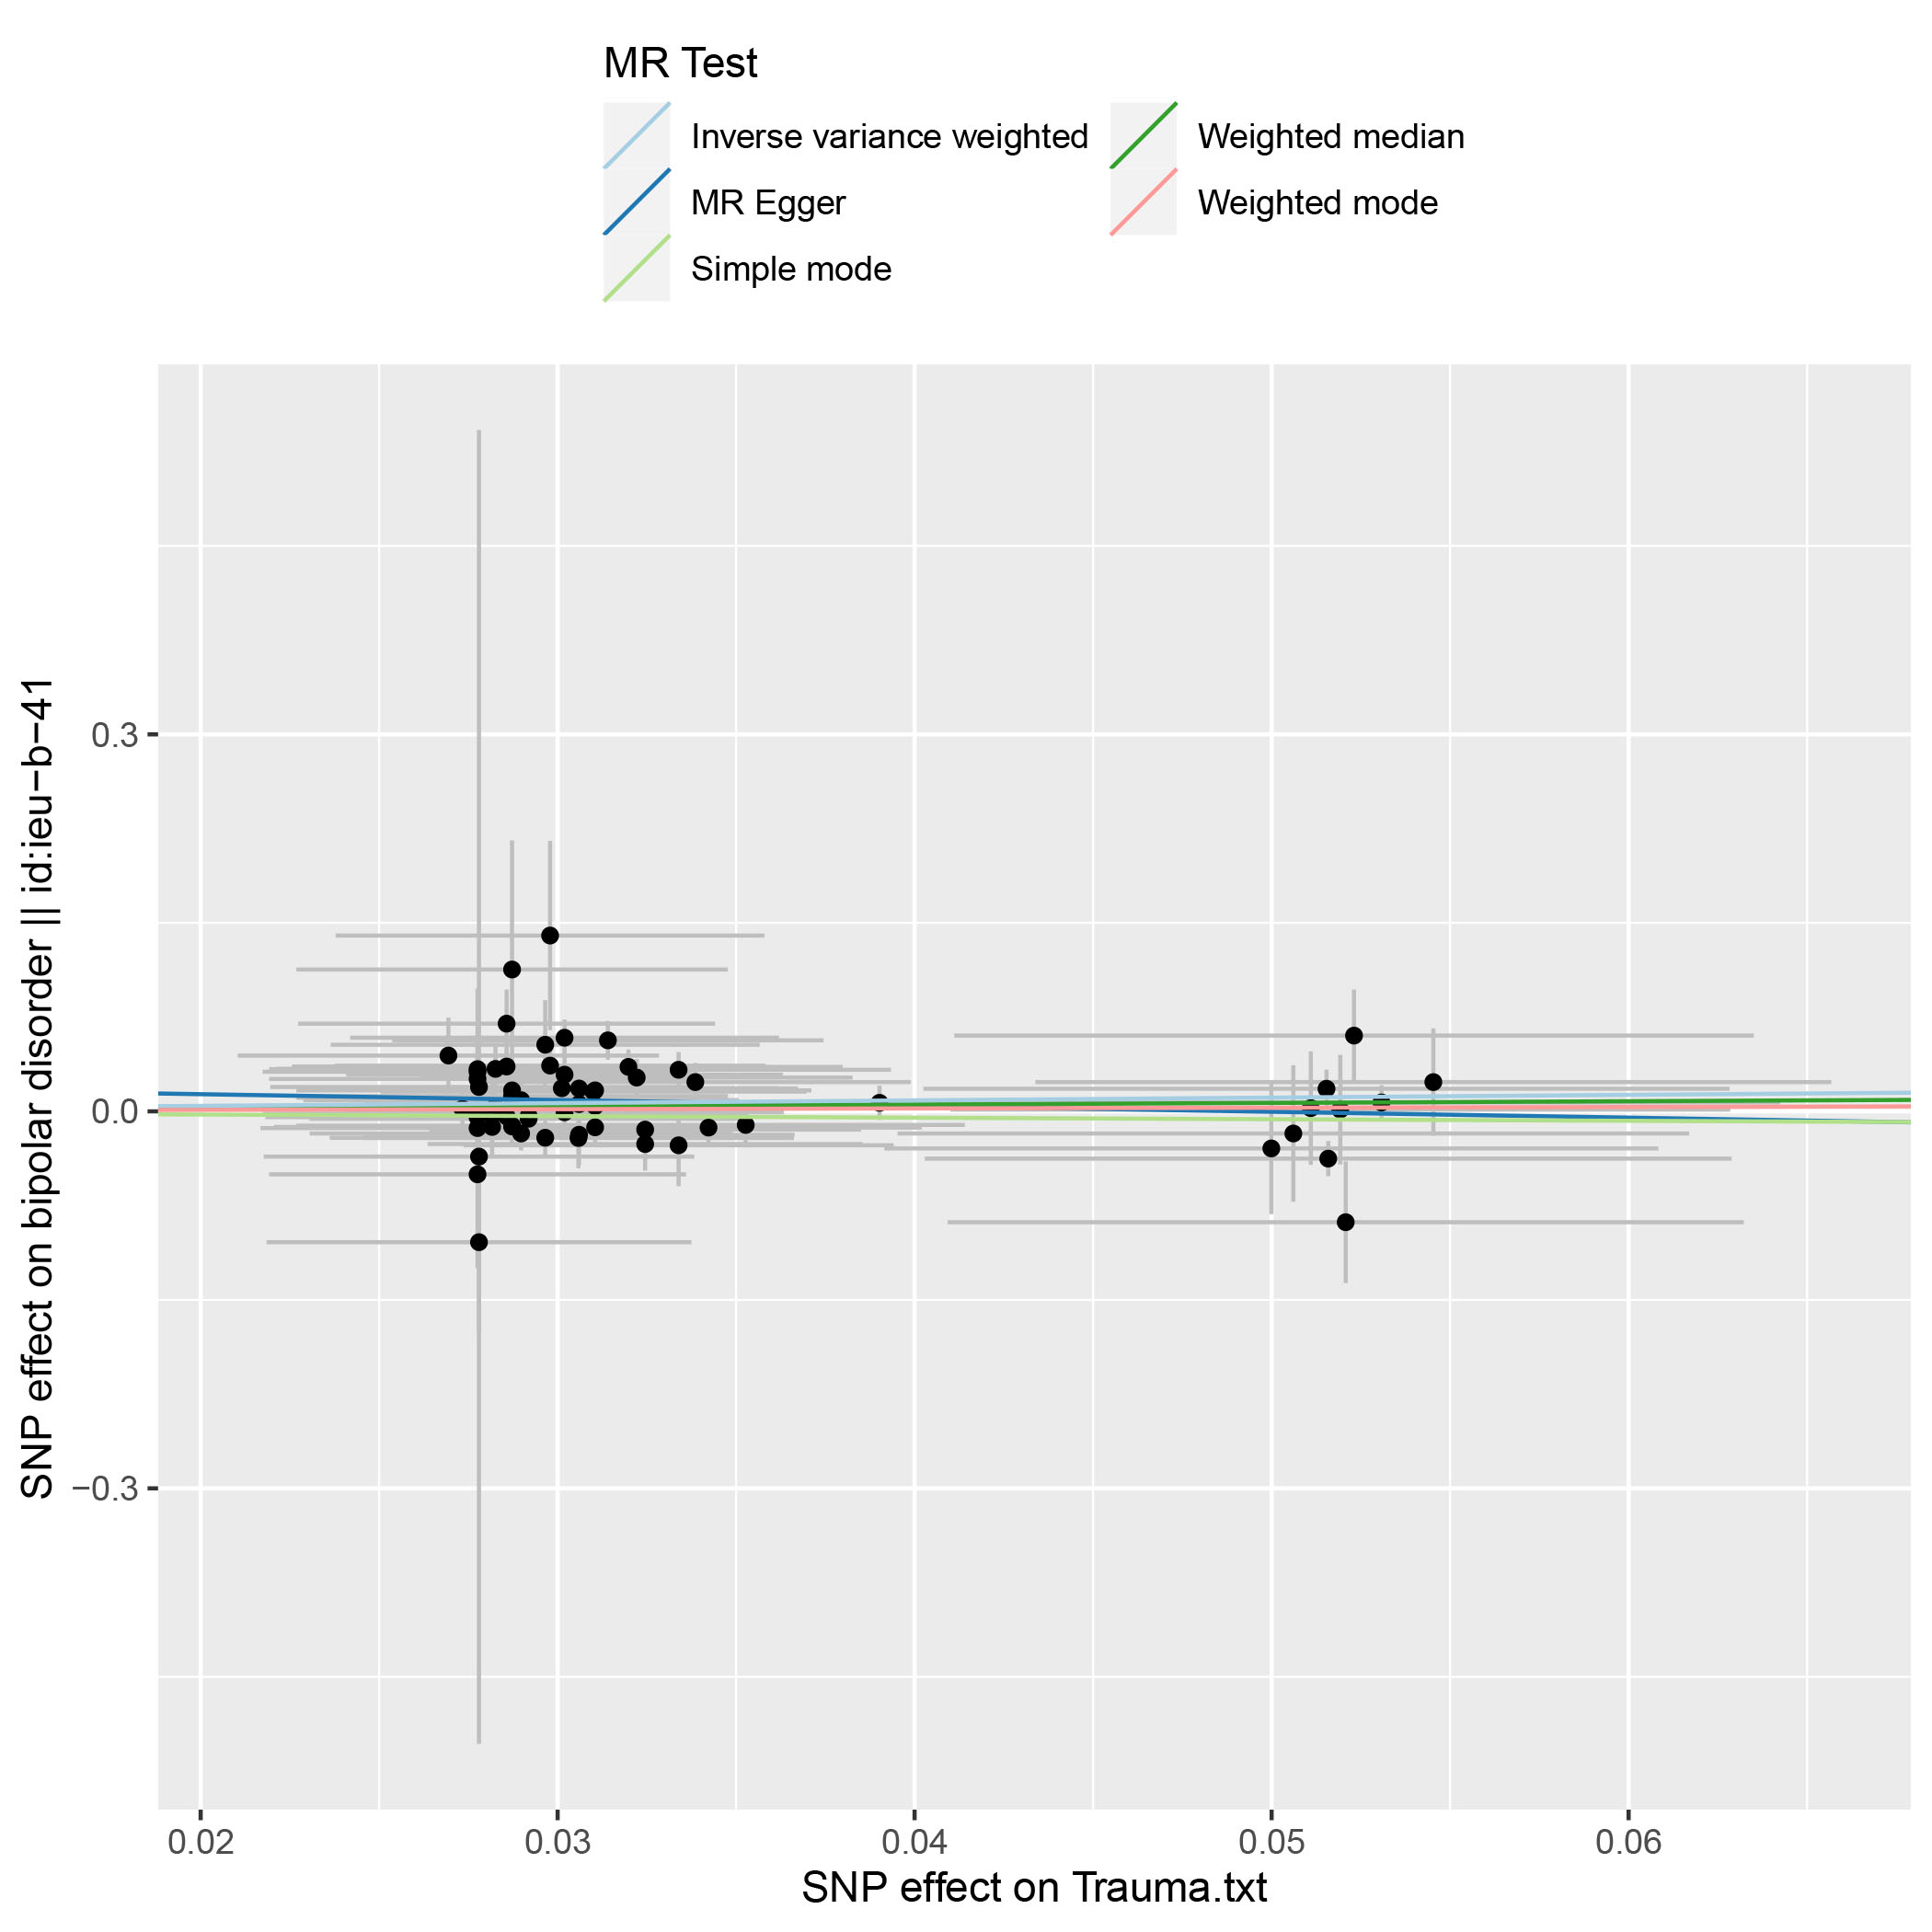 MR Test
Inverse variance weighted
Weighted median
MR Egger
Weighted mode
Simple mode
SNP effect on bipolar disorder || id:ieu−b−41
0.3
0.0
−0.3
0.02
0.03
0.04
0.05
0.06
SNP effect on Trauma.txt